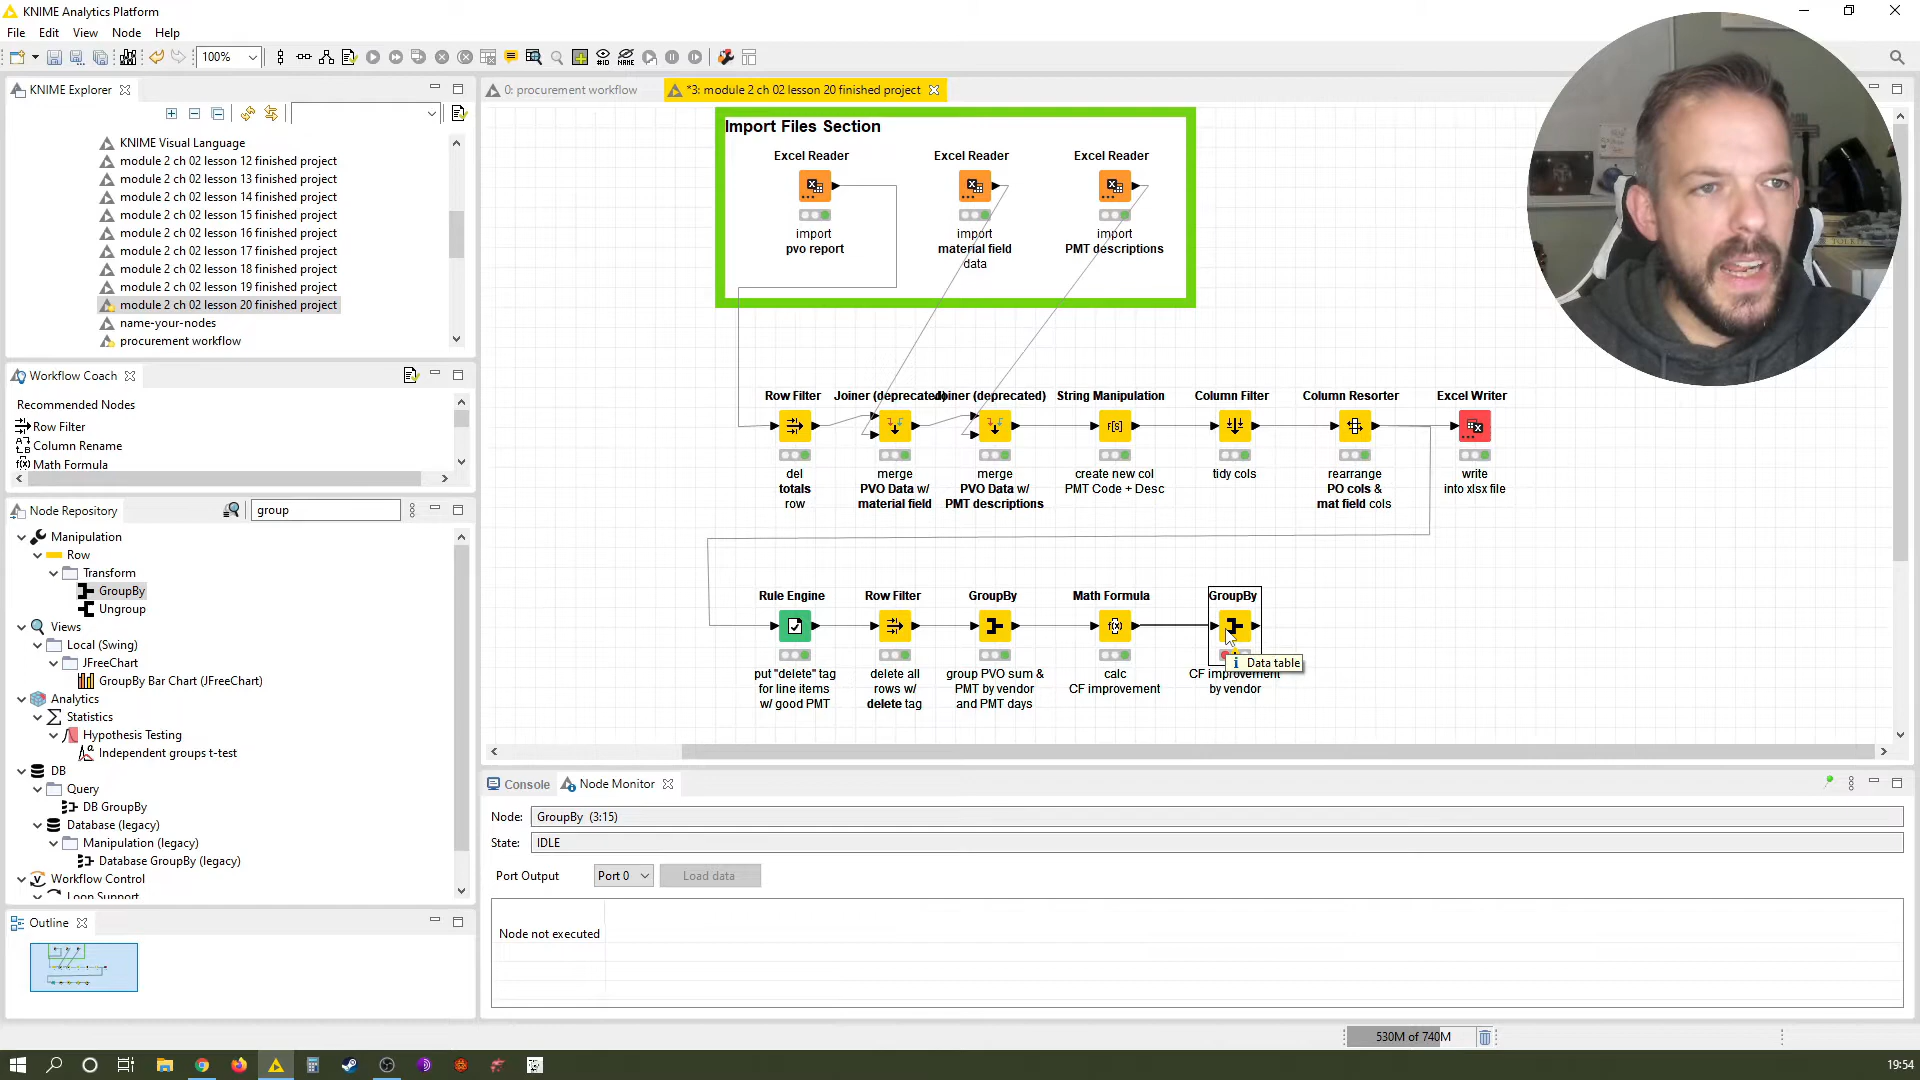 KNIME Analytics Platform
File Edit View Node Help
100%
#ID
NAME
KNIME Explorer
KNIME Visual Language
module 2 ch 02 lesson 12 finished project
module 2 ch 02 lesson 13 finished project
module 2 ch 02 lesson 14 finished project
module 2 ch 02 lesson 15 finished project
module 2 ch 02 lesson 16 finished project
module 2 ch 02 lesson 17 finished project
module 2 ch 02 lesson 18 finished project
module 2 ch 02 lesson 19 finished project
module 2 ch 02 lesson 20 finished project
name-your-nodes
procurement workflow
Workflow Coach
Recommended Nodes
Row Filter
Column Rename
Math Formula
Node Repository
group
Manipulation
Row
Transform
GroupBy
Ungroup
Views
Local (Swing)
JFreeChart
GroupBy Bar Chart (JFreeChart)
Analytics
Statistics
Hypothesis Testing
Independent groups t-test
DB
Query
DB GroupBy
Database (legacy)
Manipulation (legacy)
Database GroupBy (legacy)
Workflow Control
Loop Support
Outline
0: procurement workflow
*3: module 2 ch 02 lesson 20 finished project
Import Files Section
Excel Reader
import
pvo report
Excel Reader
import
material field
data
Excel Reader
import
PMT descriptions
Row Filter
del
totals
row
Joiner (deprecated)
merge
PVO Data w/
material field
Joiner (deprecated)
merge
PVO Data w/
PMT descriptions
String Manipulation
create new col
PMT Code + Desc
Column Filter
tidy cols
Column Resorter
rearrange
PO cols &
mat field cols
Excel Writer
write
into xlsx file
Rule Engine
put "delete" tag
for line items
w/ good PMT
Row Filter
delete all
rows w/
delete tag
GroupBy
group PVO sum &
PMT by vendor
and PMT days
Math Formula
calc
CF improvement
GroupBy
Data table
CF improvement
by vendor
Console
Node Monitor
Node: GroupBy (3:15)
State: IDLE
Port Output Port 0 Load data
Node not executed
530M of 740M
19:54